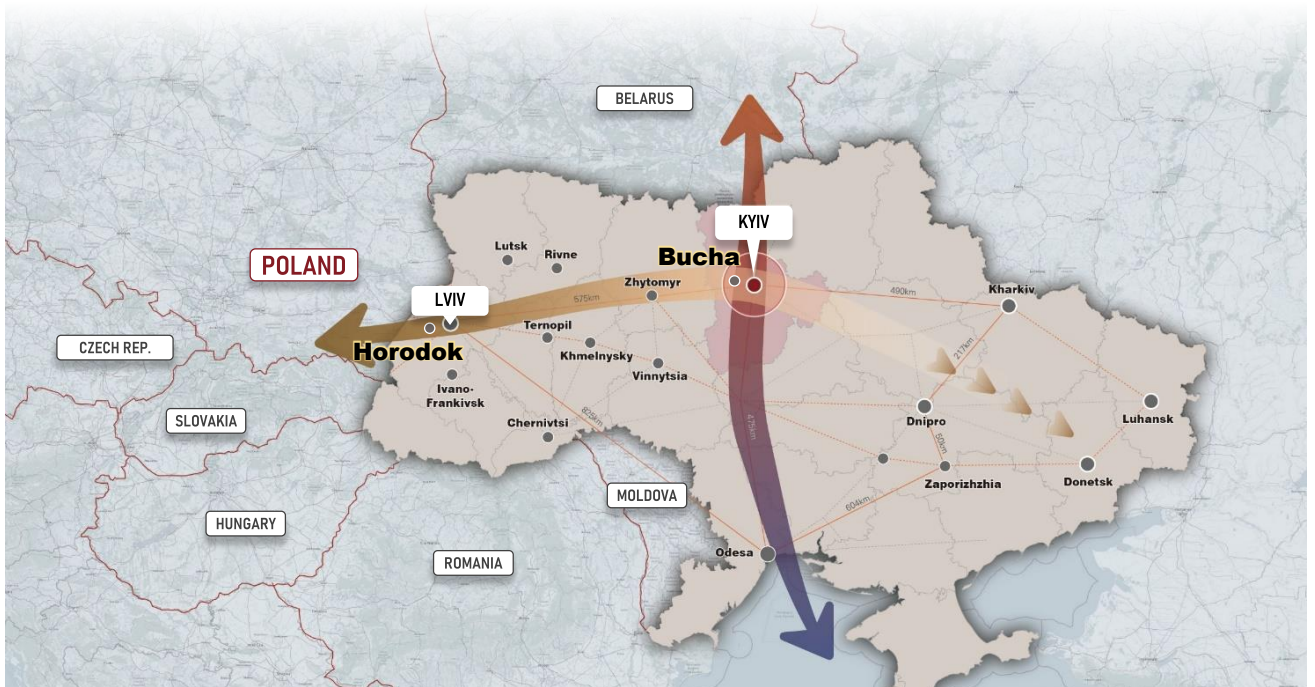 BELARUS
KYIV
Bucha
Lutsk
Rivne
POLAND
Zhytomyr
LVIV
575km
490km
Kharkiv
Ternopil
Horodok
Khmelnysky
CZECH REP.
217km
Vinnytsia
Ivano-
Frankivsk
SLOVAKIA
Chernivtsi
825km
475km
Dnipro
Luhansk
Zaporizhzhia
Donetsk
MOLDOVA
604km
HUNGARY
Odesa
ROMANIA